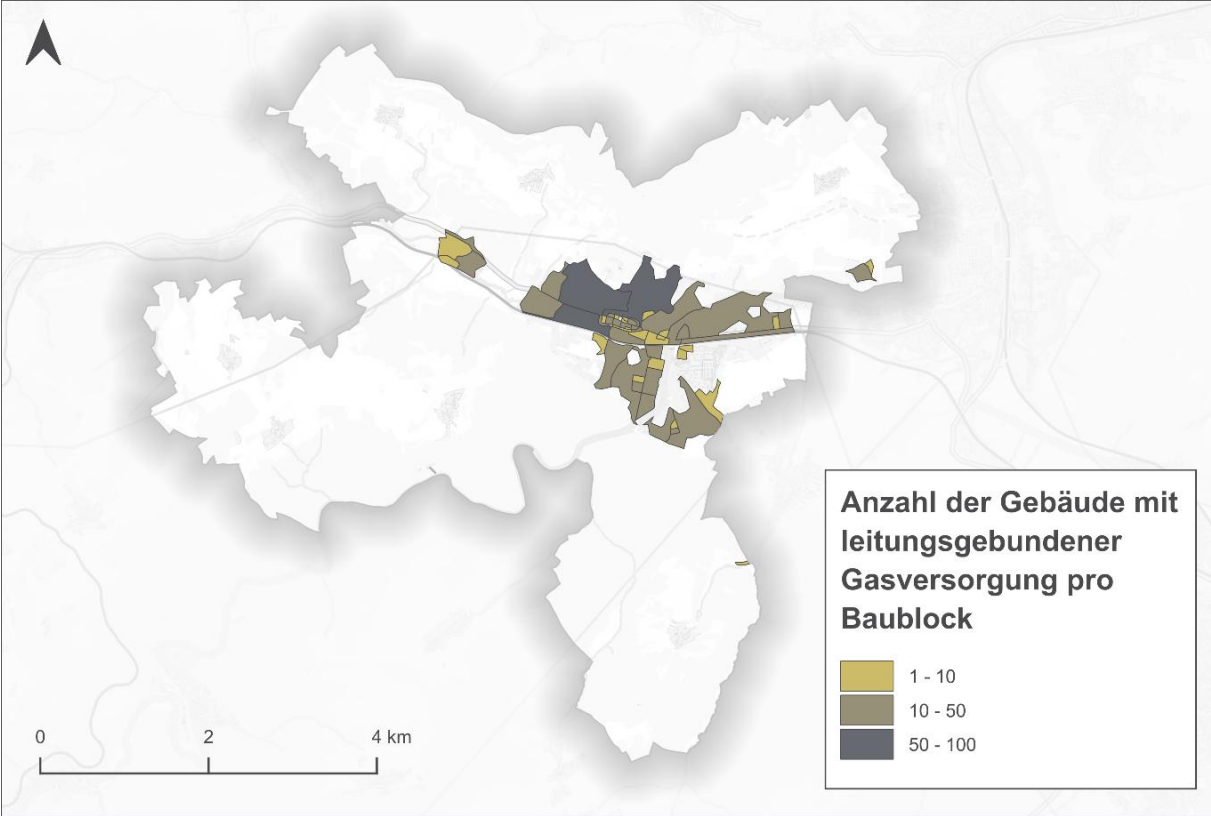 Anzahl der Gebäude mit
leitungsgebundener
Gasversorgung pro
Baublock
1 - 10
10 - 50
50 - 100
0 2 4 km